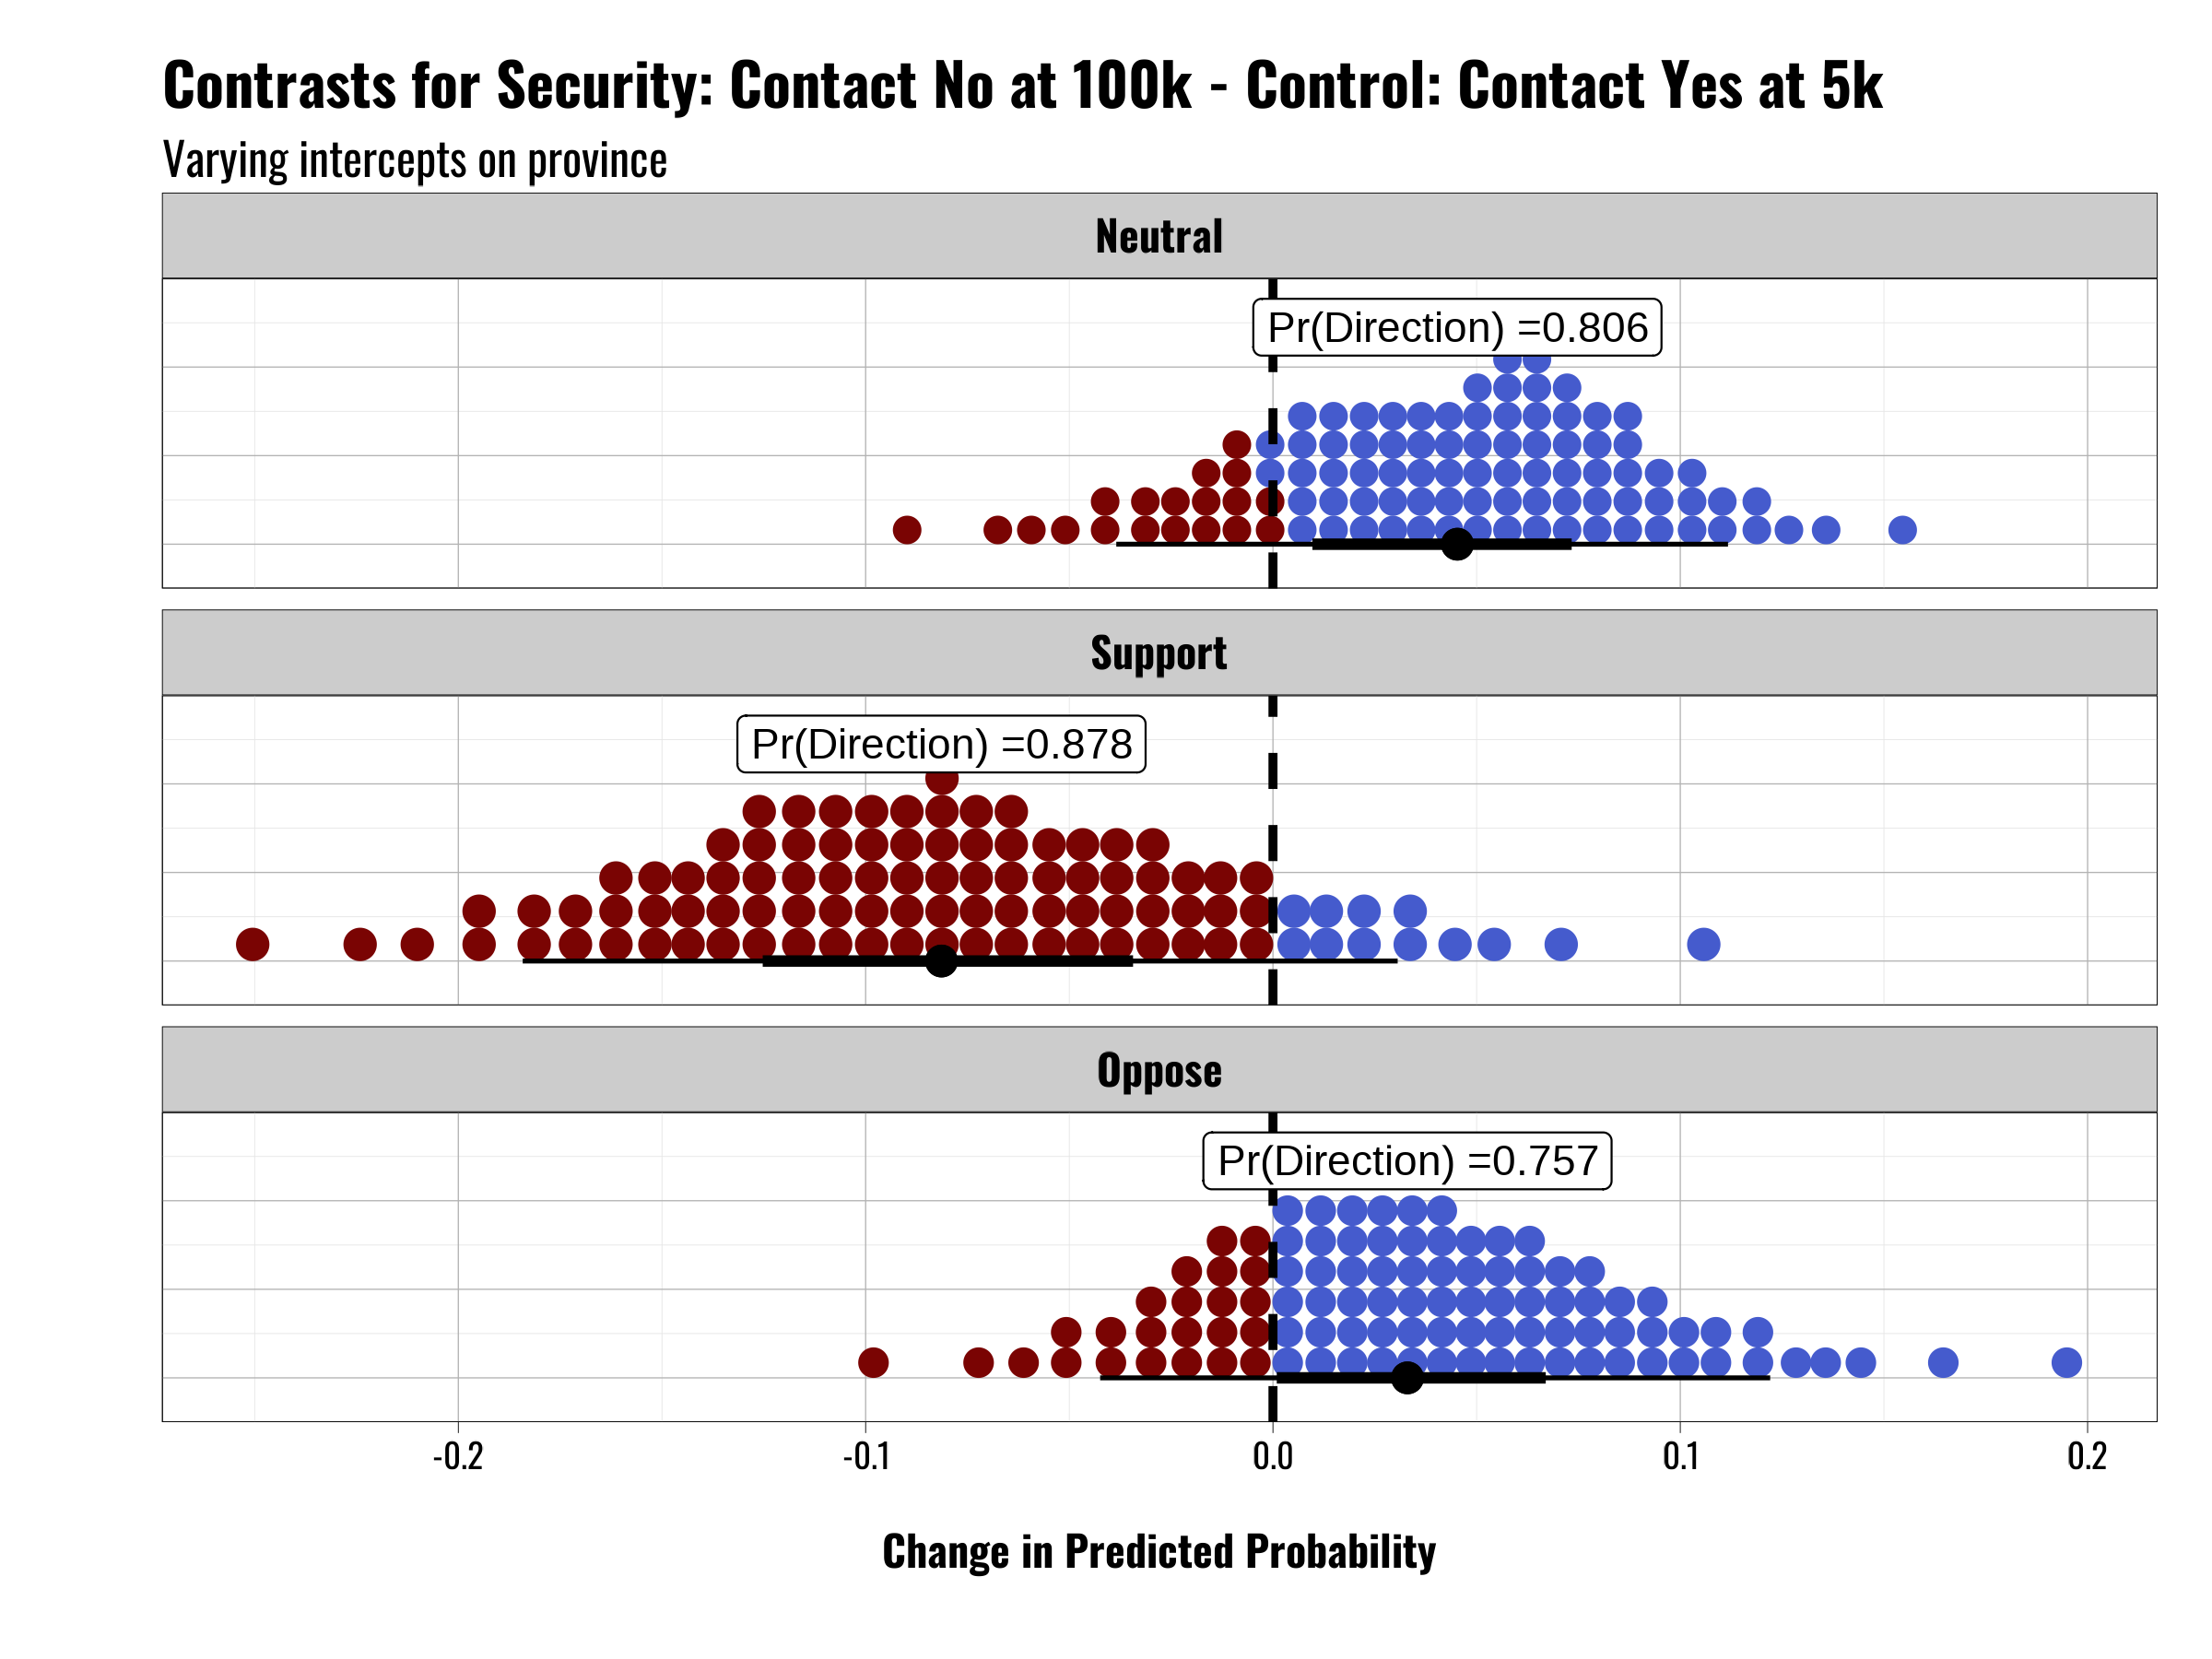 Contrasts for Security: Contact No at 100k - Control: Contact Yes at 5k
Varying intercepts on province
Neutral
Pr(Direction) =0.806
Support
Pr(Direction) =0.878
Oppose
Pr(Direction) =0.757
-0.2
-0.1
0.0
0.1
0.2
Change in Predicted Probability